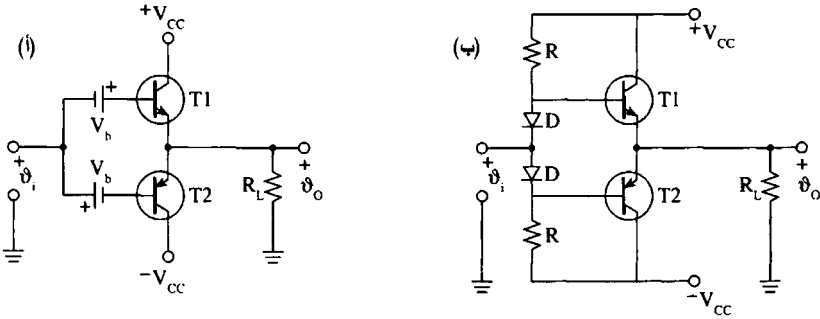 (أ)
+V_CC
T1
V_b
+
+
ϑ_i
V_b
+
T2
R_L
+
ϑ_O
−V_CC
(ب)
+V_CC
R
T1
D
+
ϑ_i
D
T2
R_L
+
ϑ_O
R
−V_CC